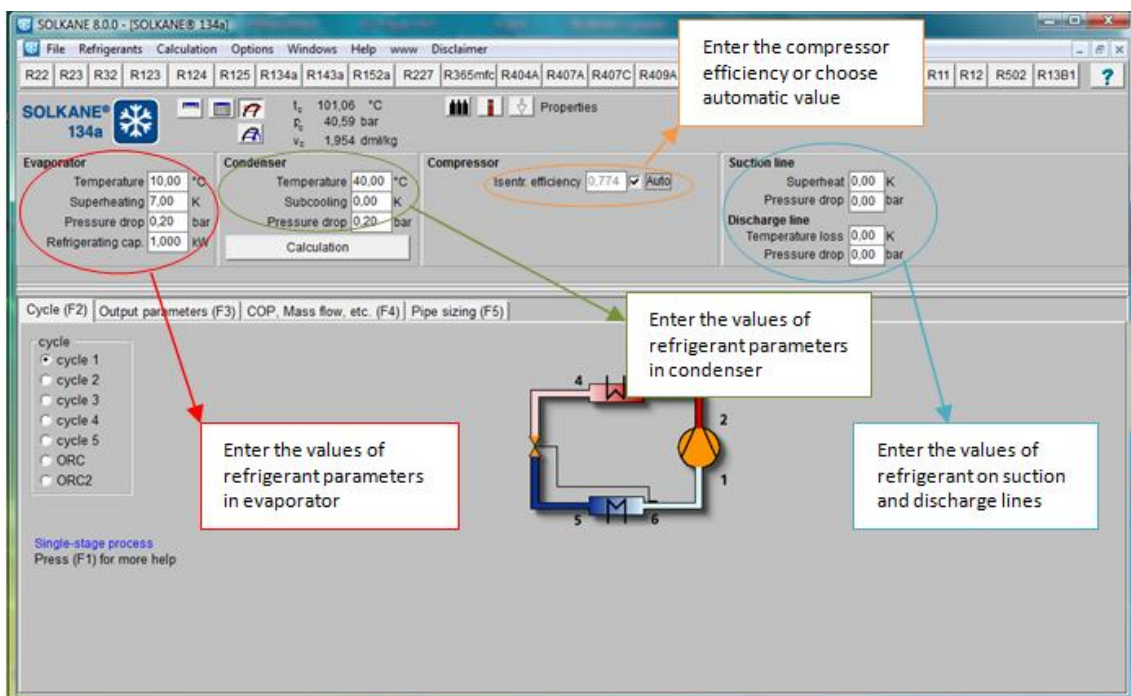 SOLKANE 8.0.0 - [SOLKANE® 134a]
File Refrigerants Calculation Options Windows Help www Disclaimer
R22 R23 R32 R123 R124 R125 R134a R143a R152a R227 R365mfc R404A R407A R407C R409A R11 R12 R502 R13B1 ?
Enter the compressor
efficiency or choose
automatic value
SOLKANE®
134a
tc 101,06 °C
pc 40,59 bar
vc 1,954 dm³/kg
Properties
Evaporator
Temperature 10,00 °C
Superheating 7,00 K
Pressure drop 0,20 bar
Refrigerating cap. 1,000 kW
Condenser
Temperature 40,00 °C
Subcooling 0,00 K
Pressure drop 0,20 bar
Calculation
Compressor
Isentr. efficiency 0,774 Auto
Suction line
Superheat 0,00 K
Pressure drop 0,00 bar
Discharge line
Temperature loss 0,00 K
Pressure drop 0,00 bar
Cycle (F2) Output parameters (F3) COP, Mass flow, etc. (F4) Pipe sizing (F5)
cycle
cycle 1
cycle 2
cycle 3
cycle 4
cycle 5
ORC
ORC2
Single-stage process
Press (F1) for more help
Enter the values of
refrigerant parameters
in evaporator
Enter the values of
refrigerant parameters
in condenser
4
2
1
5
6
Enter the values of
refrigerant on suction
and discharge lines